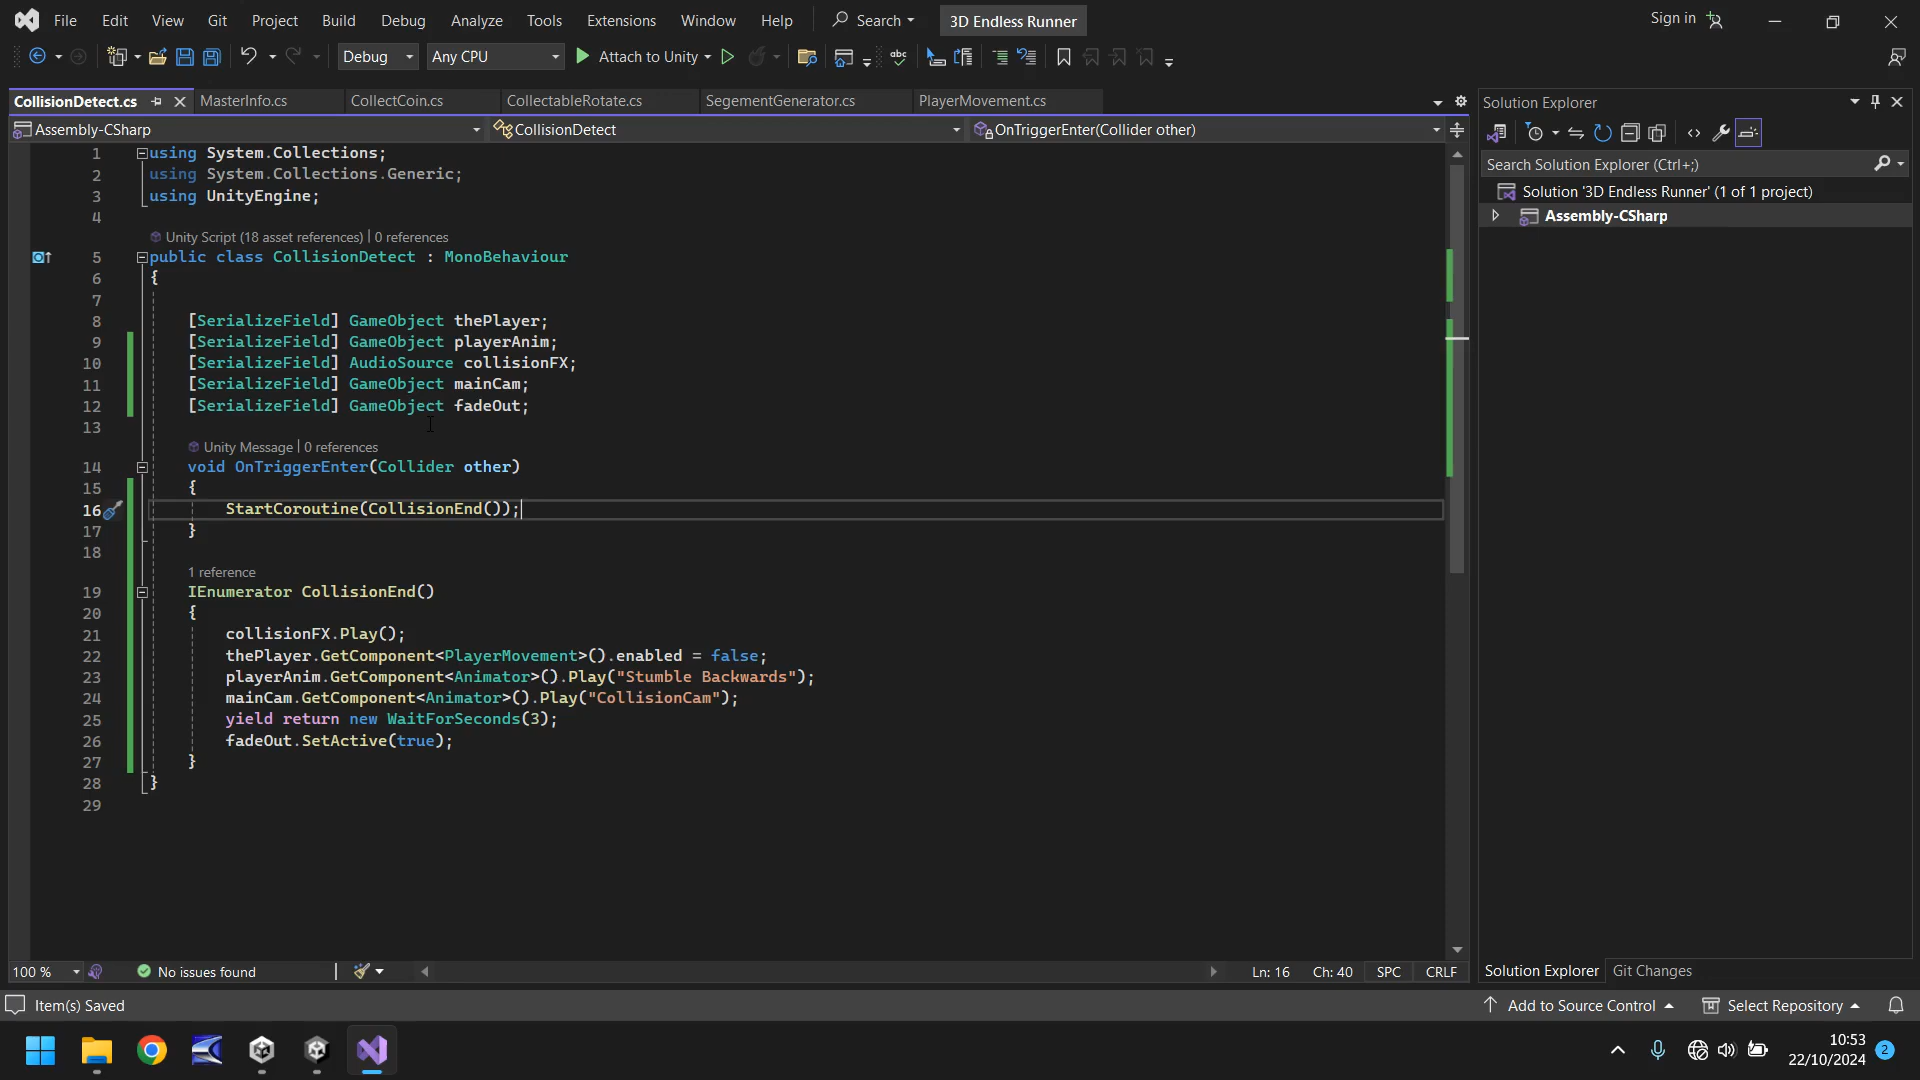 File Edit View Git Project Build Debug Test Analyze Tools Extensions Window Help Search 3D Endless Runner Sign in
Debug Any CPU Attach to Unity
CollisionDetect.cs MasterInfo.cs CollectCoin.cs CollectableRotate.cs SegementGenerator.cs PlayerMovement.cs
Assembly-CSharp CollisionDetect OnTriggerEnter(Collider other)
1 using System.Collections;
2 using System.Collections.Generic;
3 using UnityEngine;
4
Unity Script (18 asset references) | 0 references
5 public class CollisionDetect : MonoBehaviour
6 {
7
8 [SerializeField] GameObject thePlayer;
9 [SerializeField] GameObject playerAnim;
10 [SerializeField] AudioSource collisionFX;
11 [SerializeField] GameObject mainCam;
12 [SerializeField] GameObject fadeOut;
13
Unity Message | 0 references
14 void OnTriggerEnter(Collider other)
15 {
16 StartCoroutine(CollisionEnd());
17 }
18
1 reference
19 IEnumerator CollisionEnd()
20 {
21 collisionFX.Play();
22 thePlayer.GetComponent<PlayerMovement>().enabled = false;
23 playerAnim.GetComponent<Animator>().Play("Stumble Backwards");
24 mainCam.GetComponent<Animator>().Play("CollisionCam");
25 yield return new WaitForSeconds(3);
26 fadeOut.SetActive(true);
27 }
28 }
29
100 % No issues found Ln: 16 Ch: 40 SPC CRLF
Solution Explorer
Search Solution Explorer (Ctrl+;)
Solution '3D Endless Runner' (1 of 1 project)
Assembly-CSharp
Solution Explorer Git Changes
Item(s) Saved Add to Source Control Select Repository
10:53
22/10/2024 2